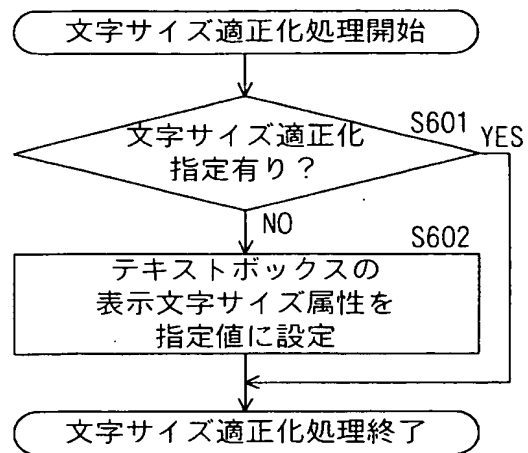 文字サイズ適正化処理開始
S601
YES
文字サイズ適正化
指定有り？
NO
S602
テキストボックスの
表示文字サイズ属性を
指定値に設定
文字サイズ適正化処理終了